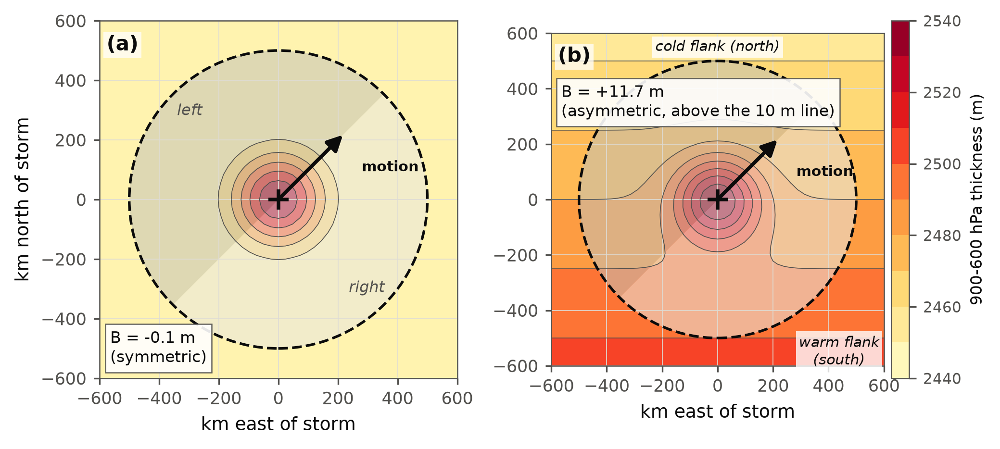 (a)
left
motion
right
B = -0.1 m
(symmetric)
600
400
200
0
−200
−400
−600
km north of storm
−600 −400 −200 0 200 400 600
km east of storm
(b)
cold flank (north)
B = +11.7 m
(asymmetric, above the 10 m line)
motion
warm flank
(south)
600
400
200
0
−200
−400
−600
−600 −400 −200 0 200 400 600
km east of storm
2540
2520
2500
2480
2460
2440
900-600 hPa thickness (m)